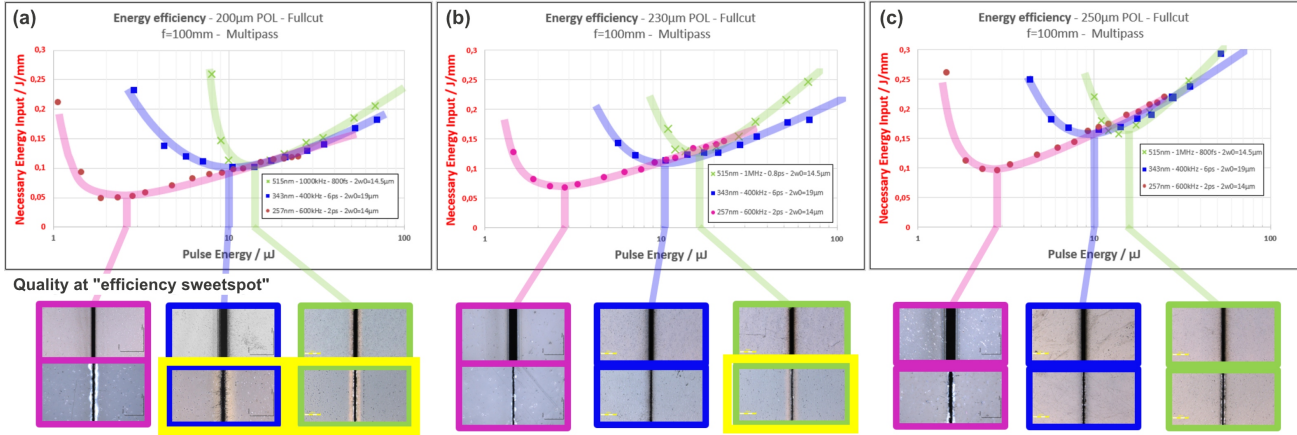 (a)
Energy efficiency - 200µm POL - Fullcut
f=100mm - Multipass
Necessary Energy Input / J/mm
0,3
0,25
0,2
0,15
0,1
0,05
0
515nm - 1000kHz - 800fs - 2w0=14.5µm
343nm - 400kHz - 6ps - 2w0=19µm
257nm - 600kHz - 2ps - 2w0=14µm
1
10
100
Pulse Energy / µJ
(b)
Energy efficiency - 230µm POL - Fullcut
f=100mm - Multipass
Necessary Energy Input / J/mm
0,3
0,25
0,2
0,15
0,1
0,05
0
515nm - 1MHz - 0.8ps - 2w0=14.5µm
343nm - 400kHz - 6ps - 2w0=19µm
257nm - 600kHz - 2ps - 2w0=14µm
1
10
100
Pulse Energy / µJ
(c)
Energy efficiency - 250µm POL - Fullcut
f=100mm - Multipass
Necessary Energy Input / J/mm
0,3
0,25
0,2
0,15
0,1
0,05
0
515nm - 1MHz - 800fs - 2w0=14.5µm
343nm - 400kHz - 6ps - 2w0=19µm
257nm - 600kHz - 2ps - 2w0=14µm
1
10
100
Pulse Energy / µJ
Quality at "efficiency sweetspot"